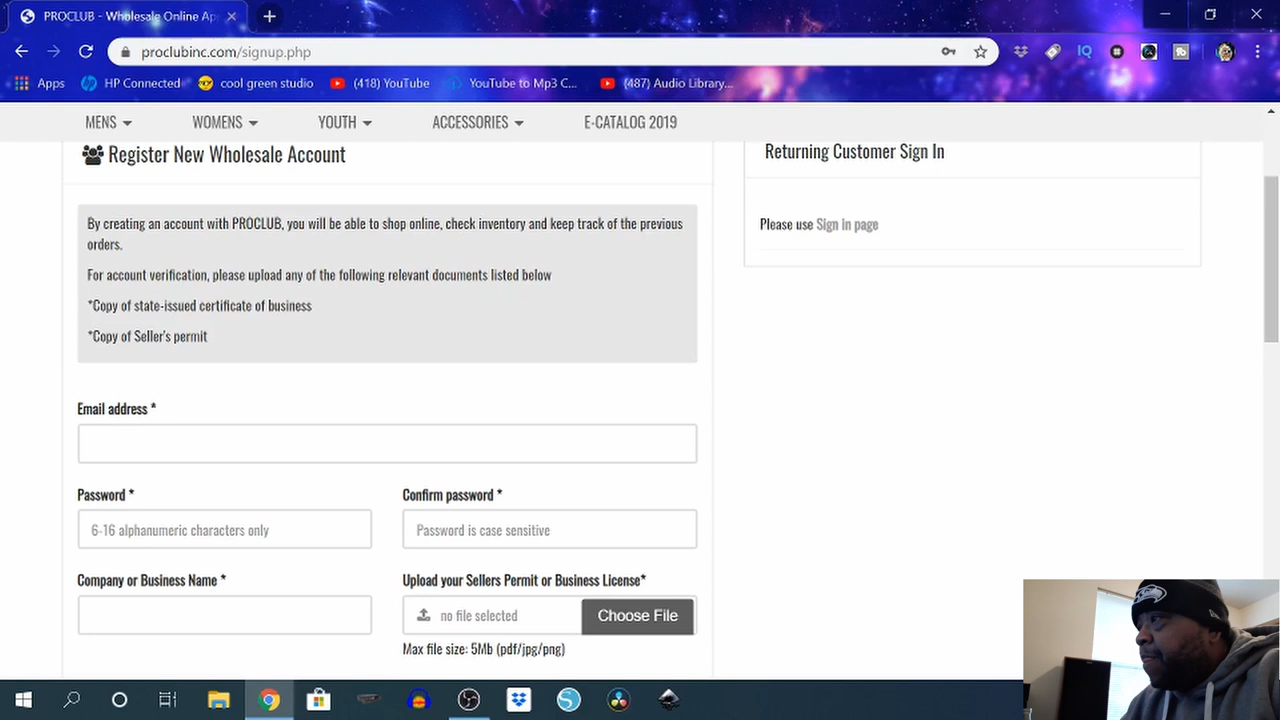 PROCLUB - Wholesale Online Ap
proclubinc.com/signup.php
IQ
Apps HP Connected cool green studio (418) YouTube YouTube to Mp3 C... (487) Audio Library...
MENS WOMENS YOUTH ACCESSORIES E-CATALOG 2019
Register New Wholesale Account
Returning Customer Sign In
By creating an account with PROCLUB, you will be able to shop online, check inventory and keep track of the previous
orders.
Please use Sign in page
For account verification, please upload any of the following relevant documents listed below
*Copy of state-issued certificate of business
*Copy of Seller's permit
Email address *
Password * Confirm password *
6-16 alphanumeric characters only Password is case sensitive
Company or Business Name * Upload your Sellers Permit or Business License*
no file selected Choose File
Max file size: 5Mb (pdf/jpg/png)